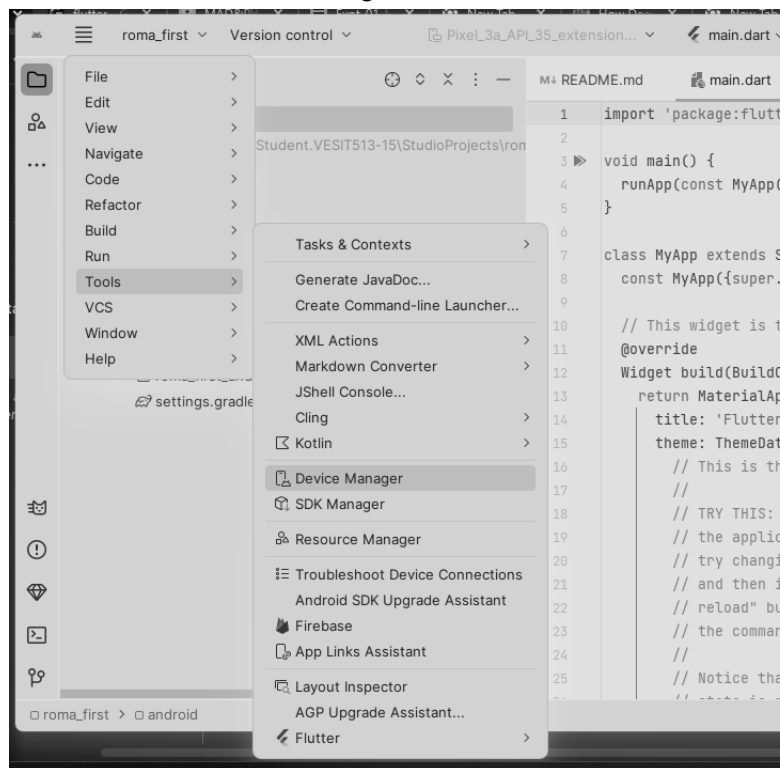 roma_first
Version control
Pixel_3a_API_35_extension...
main.dart
File
Edit
View
Navigate
Code
Refactor
Build
Run
Tools
VCS
Window
Help
Student.VESIT513-15\StudioProjects\rom
settings.gradle
Tasks & Contexts
Generate JavaDoc...
Create Command-line Launcher...
XML Actions
Markdown Converter
JShell Console...
Cling
Kotlin
Device Manager
SDK Manager
Resource Manager
Troubleshoot Device Connections
Android SDK Upgrade Assistant
Firebase
App Links Assistant
Layout Inspector
AGP Upgrade Assistant...
Flutter
M↓ README.md
main.dart
1 import 'package:flutt
2
3 void main() {
4 runApp(const MyApp(
5 }
6
7 class MyApp extends S
8 const MyApp({super.
9
10 // This widget is t
11 @override
12 Widget build(BuildC
13 return MaterialAp
14 title: 'Flutter
15 theme: ThemeDat
16 // This is th
17 //
18 // TRY THIS:
19 // the applic
20 // try changi
21 // and then i
22 // reload" bu
23 // the comman
24 //
25 // Notice tha
roma_first > android